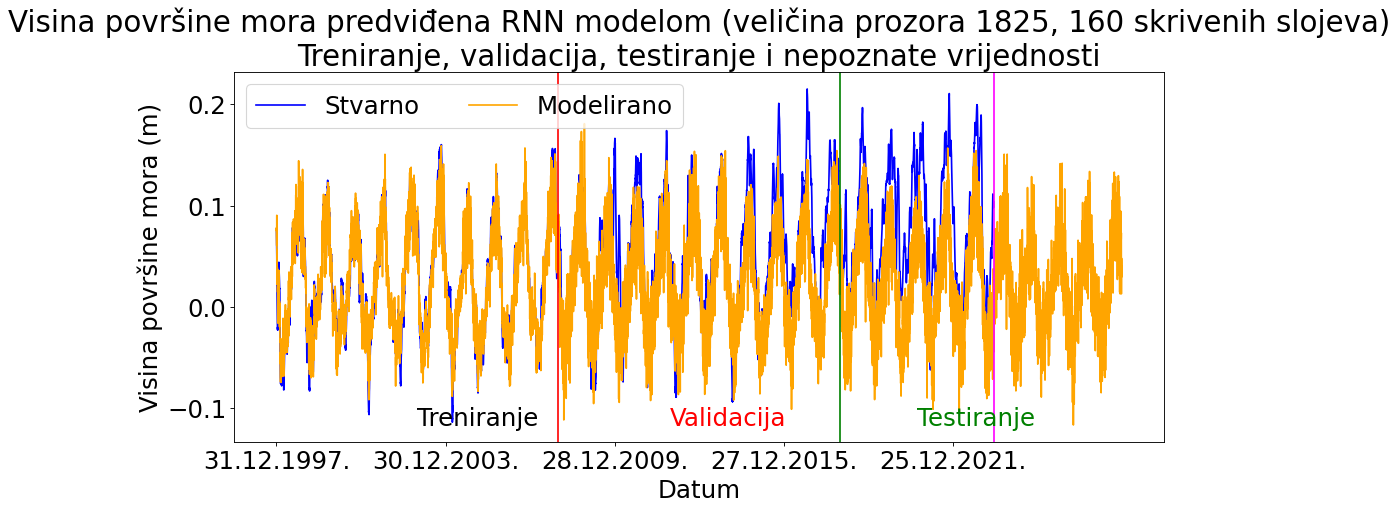 Visina površine mora predviđena RNN modelom (veličina prozora 1825, 160 skrivenih slojeva)
Treniranje, validacija, testiranje i nepoznate vrijednosti
Stvarno
Modelirano
Visina površine mora (m)
0.2
0.1
0.0
−0.1
Treniranje
Validacija
Testiranje
31.12.1997.
30.12.2003.
28.12.2009.
27.12.2015.
25.12.2021.
Datum